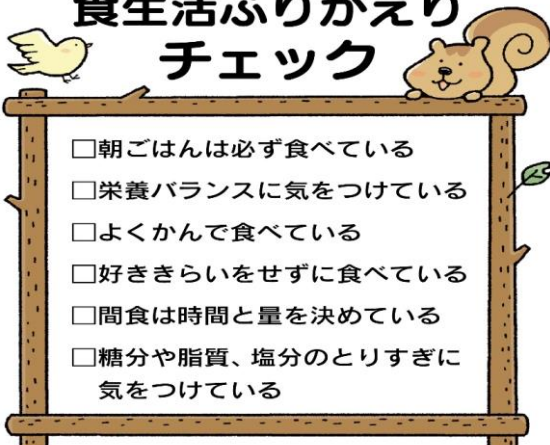 食生活ふりかえり
チェック
□朝ごはんは必ず食べている
□栄養バランスに気をつけている
□よくかんで食べている
□好ききらいをせずに食べている
□間食は時間と量を決めている
□糖分や脂質、塩分のとりすぎに
気をつけている